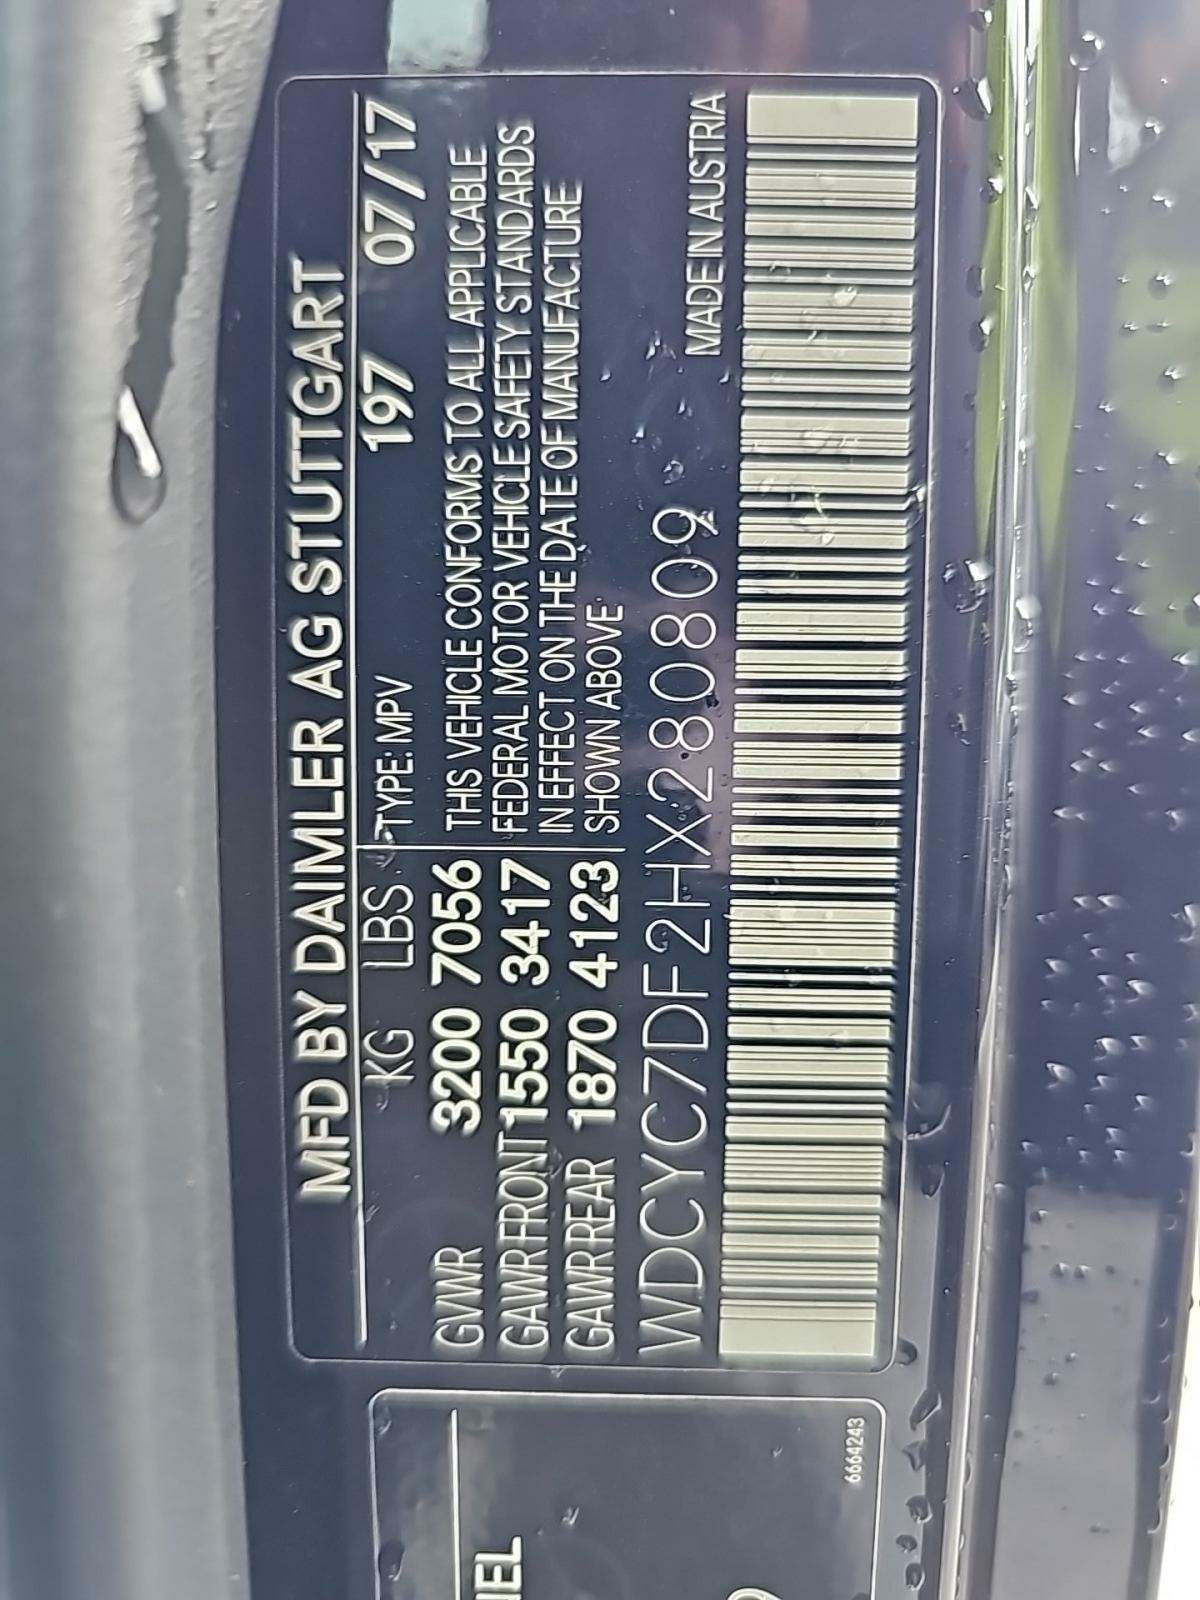 MFD BY DAIMLER AG STUTTGART
KG LBS TYPE: MPV 197 07/17
GVWR 3200 7056
GAWR FRONT 1550 3417
GAWR REAR 1870 4123
THIS VEHICLE CONFORMS TO ALL APPLICABLE
FEDERAL MOTOR VEHICLE SAFETY STANDARDS
IN EFFECT ON THE DATE OF MANUFACTURE
SHOWN ABOVE
WDCYC7DF2HX280809
MADE IN AUSTRIA
6664243